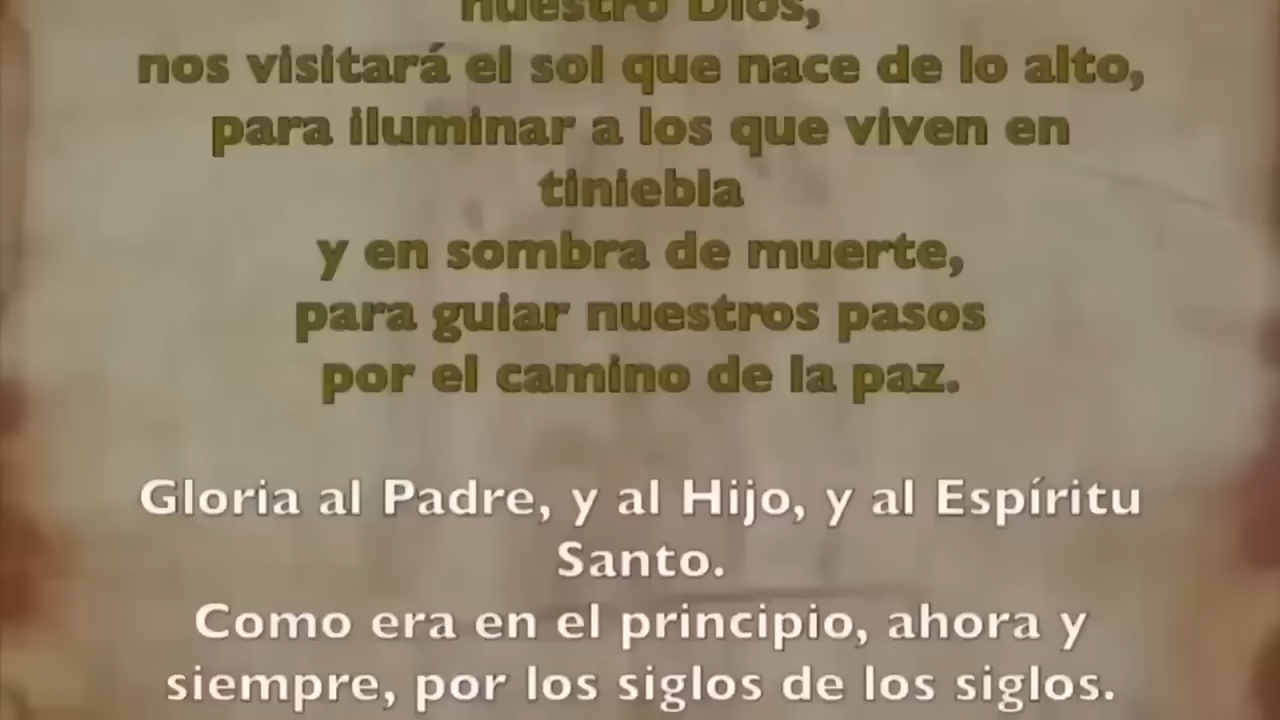 nuestro Dios,
nos visitará el sol que nace de lo alto,
para iluminar a los que viven en
tiniebla
y en sombra de muerte,
para guiar nuestros pasos
por el camino de la paz.
Gloria al Padre, y al Hijo, y al Espíritu
Santo.
Como era en el principio, ahora y
siempre, por los siglos de los siglos.